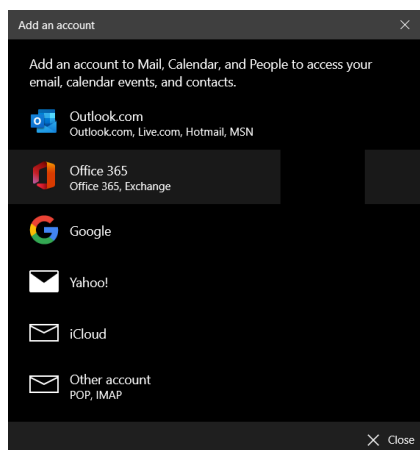 Add an account
Add an account to Mail, Calendar, and People to access your
email, calendar events, and contacts.
Outlook.com
Outlook.com, Live.com, Hotmail, MSN
Office 365
Office 365, Exchange
Google
Yahoo!
iCloud
Other account
POP, IMAP
Close